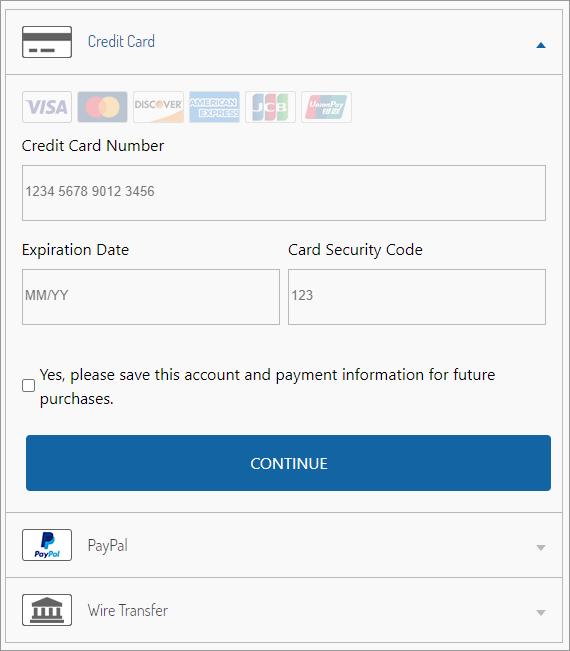 Credit Card
VISA DISCOVER AMERICAN EXPRESS JCB UnionPay
Credit Card Number
1234 5678 9012 3456
Expiration Date Card Security Code
MM/YY 123
Yes, please save this account and payment information for future
purchases.
CONTINUE
PayPal PayPal
Wire Transfer